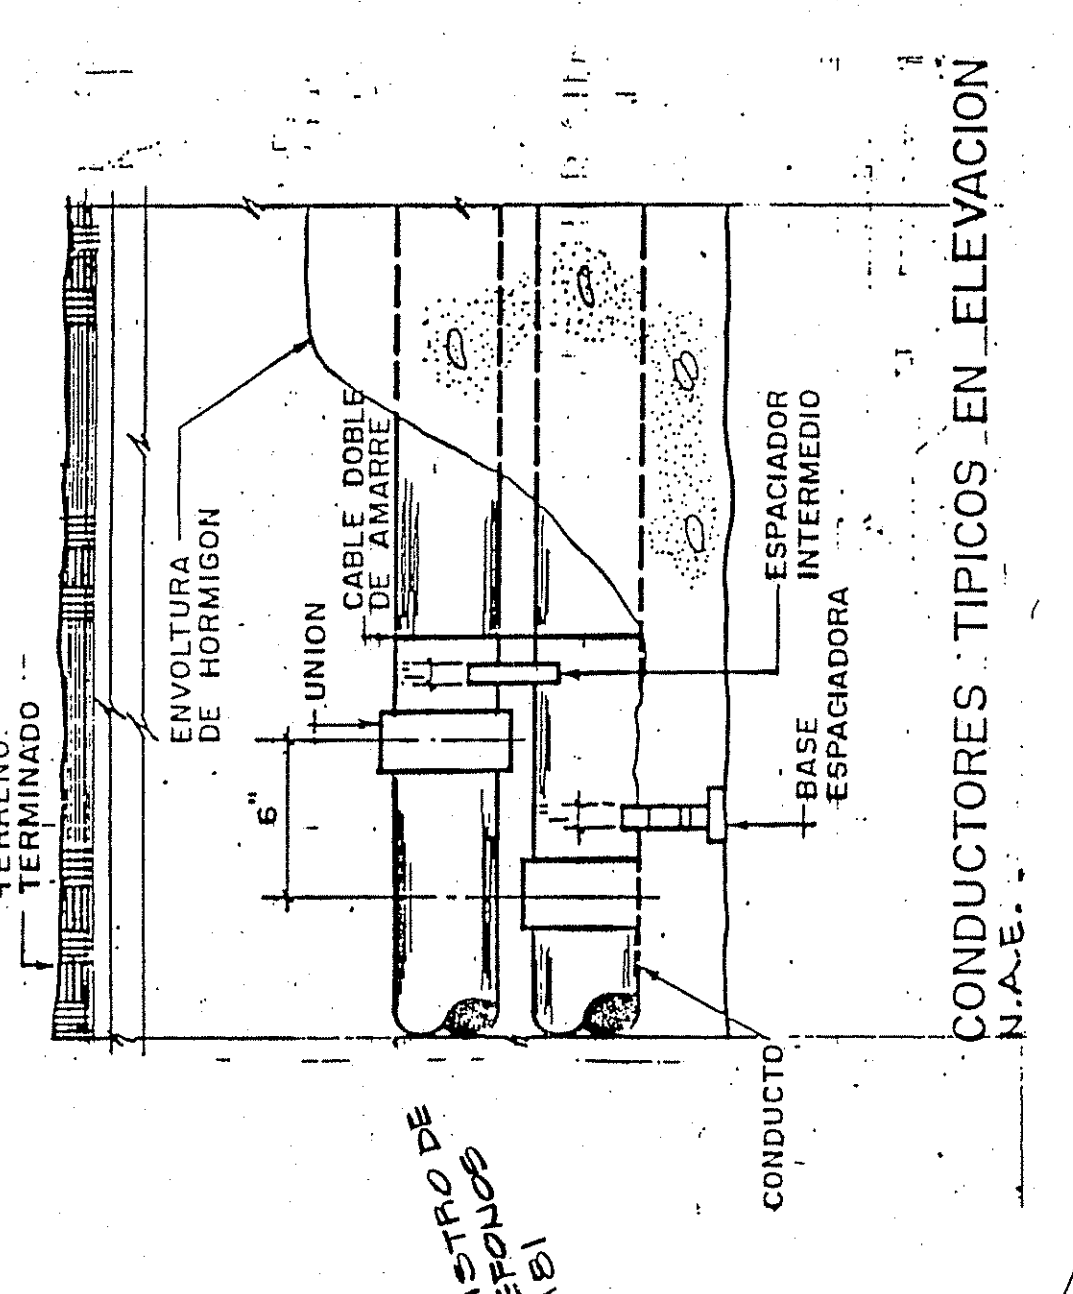 TERMINADO
ENVOLTURA
DE HORMIGON
CABLE DOBLE
DE AMARRE
UNION
6"
ESPACIADOR
INTERMEDIO
BASE
ESPACIADORA
CONDUCTO
CONDUCTORES TIPICOS EN ELEVACION
N.A.E.
DE